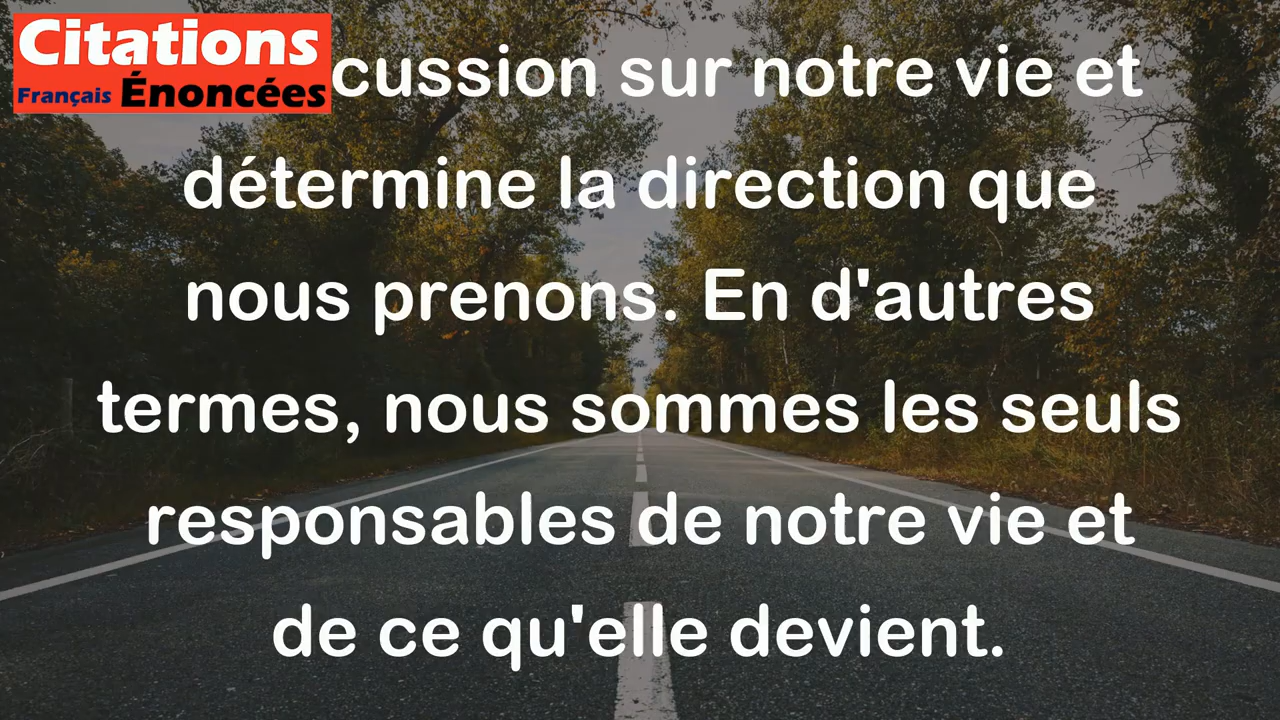 Citations
Français Énoncées
cussion sur notre vie et
détermine la direction que
nous prenons. En d'autres
termes, nous sommes les seuls
responsables de notre vie et
de ce qu'elle devient.